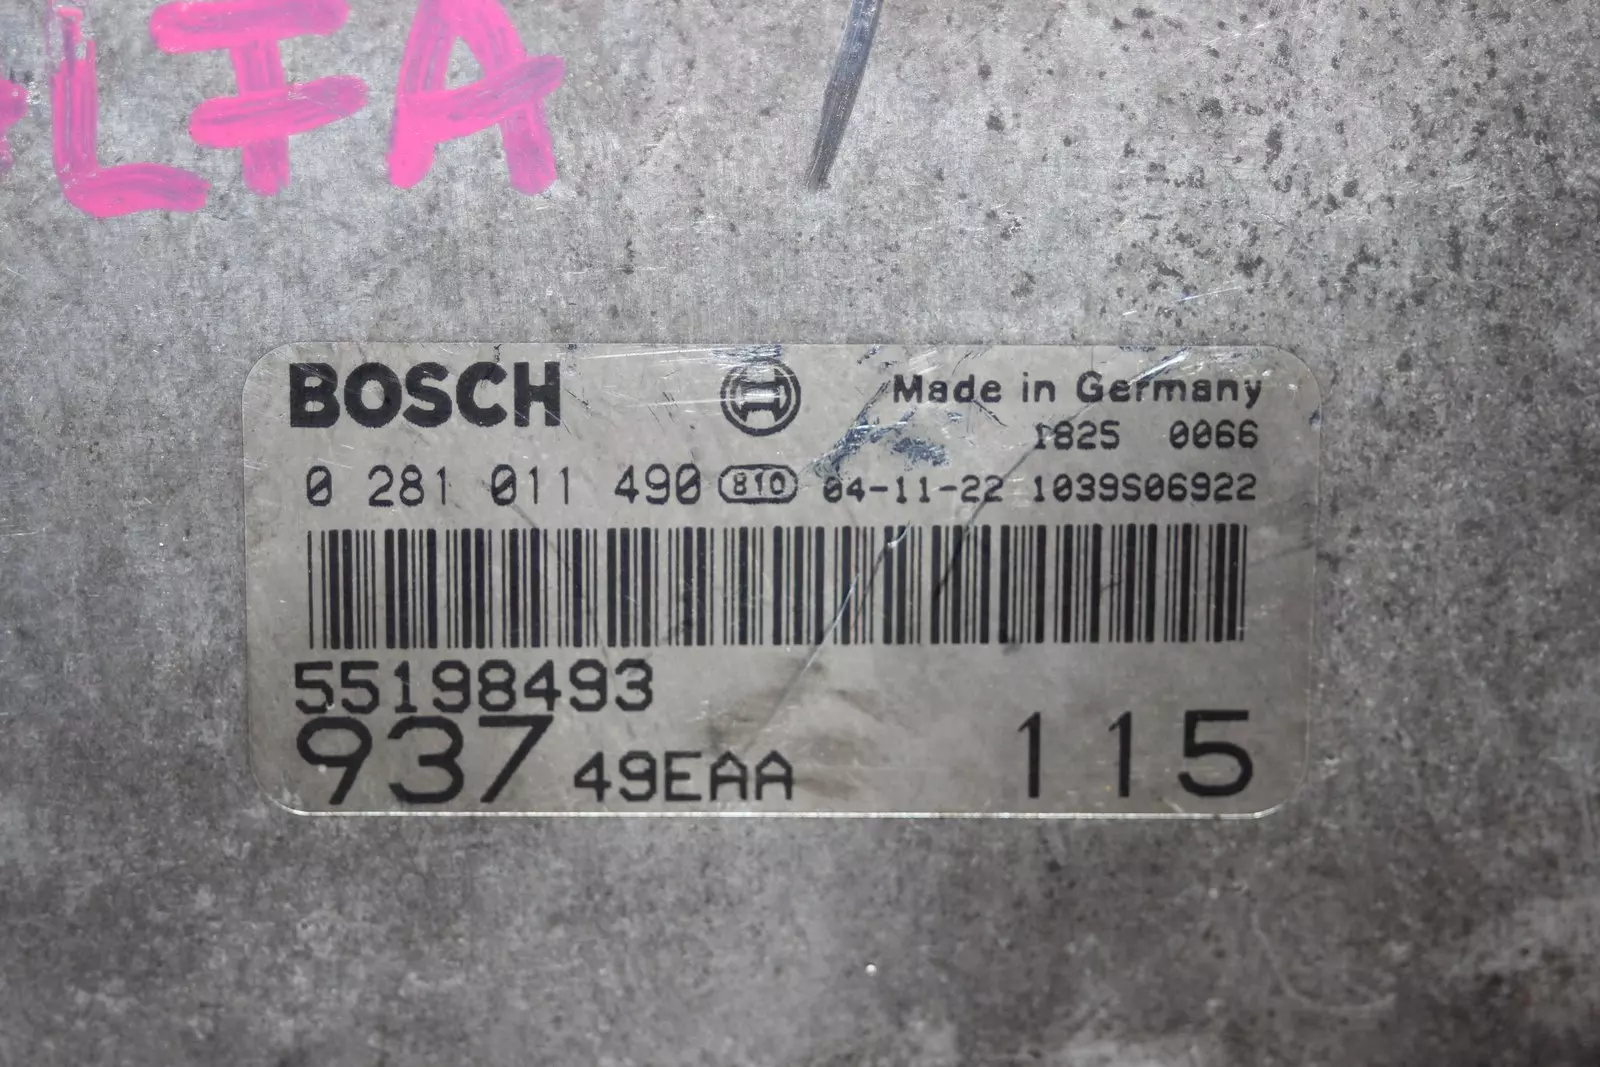 ALFA
BOSCH
Made in Germany
1825 0066
0 281 011 490 810 04-11-22 1039S06922
55198493
937 49EAA 115